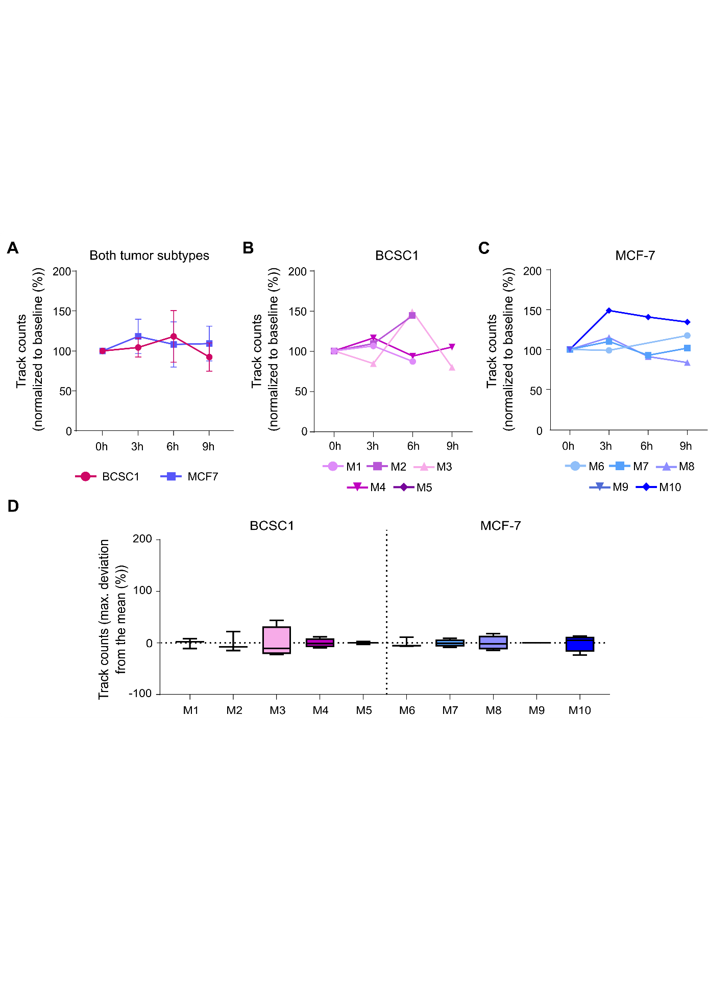 A
Both tumor subtypes
Track counts
(normalized to baseline (%))
200
150
100
50
0
0h 3h 6h 9h
BCSC1 MCF7
B
BCSC1
Track counts
(normalized to baseline (%))
200
150
100
50
0
0h 3h 6h 9h
M1 M2 M3
M4 M5
C
MCF-7
Track counts
(normalized to baseline (%))
200
150
100
50
0
0h 3h 6h 9h
M6 M7 M8
M9 M10
D
BCSC1 MCF-7
Track counts (max. deviation
from the mean (%))
200
100
0
-100
M1 M2 M3 M4 M5 M6 M7 M8 M9 M10